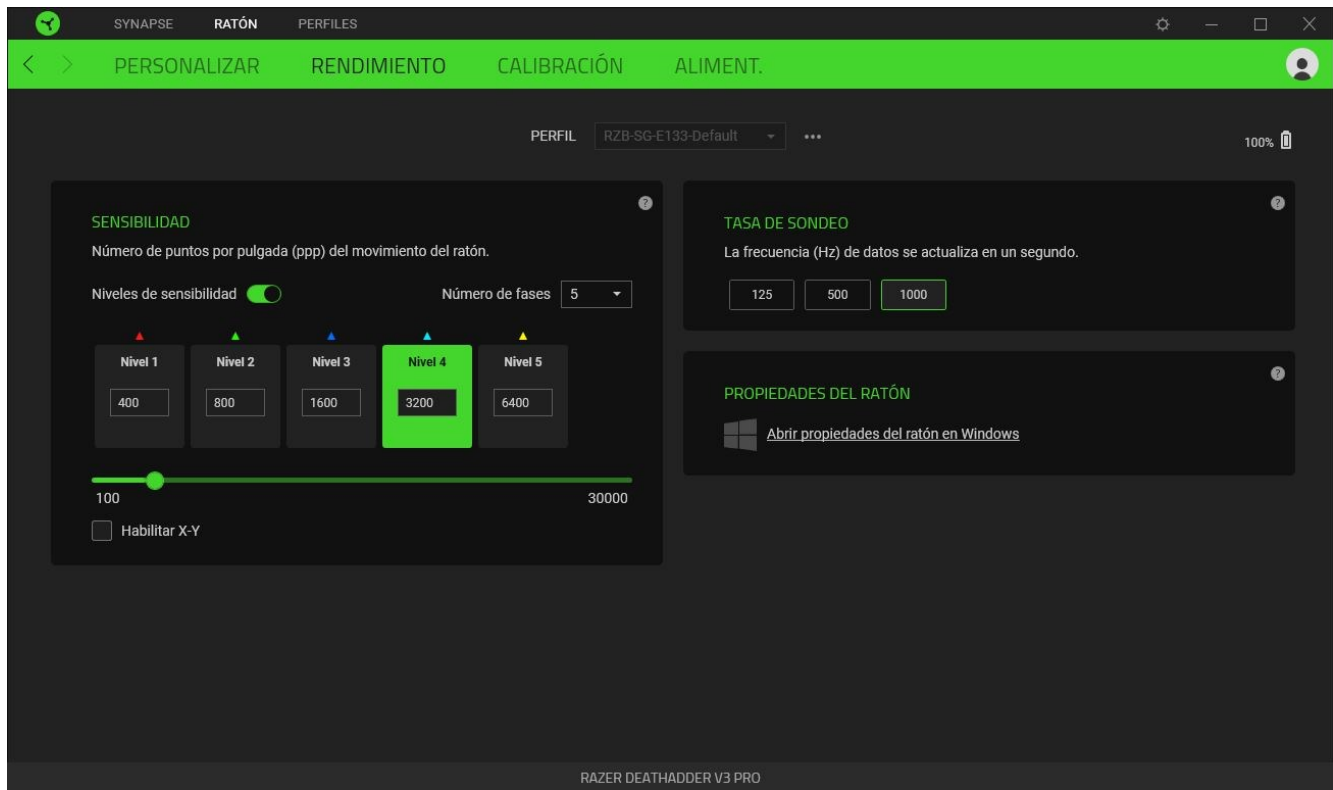 SYNAPSE RATÓN PERFILES
PERSONALIZAR RENDIMIENTO CALIBRACIÓN ALIMENT.
PERFIL RZB-SG-E133-Default •••
100%
SENSIBILIDAD
Número de puntos por pulgada (ppp) del movimiento del ratón.
Niveles de sensibilidad Número de fases 5
Nivel 1 Nivel 2 Nivel 3 Nivel 4 Nivel 5
400 800 1600 3200 6400
100 30000
Habilitar X-Y
TASA DE SONDEO
La frecuencia (Hz) de datos se actualiza en un segundo.
125 500 1000
PROPIEDADES DEL RATÓN
Abrir propiedades del ratón en Windows
RAZER DEATHADDER V3 PRO